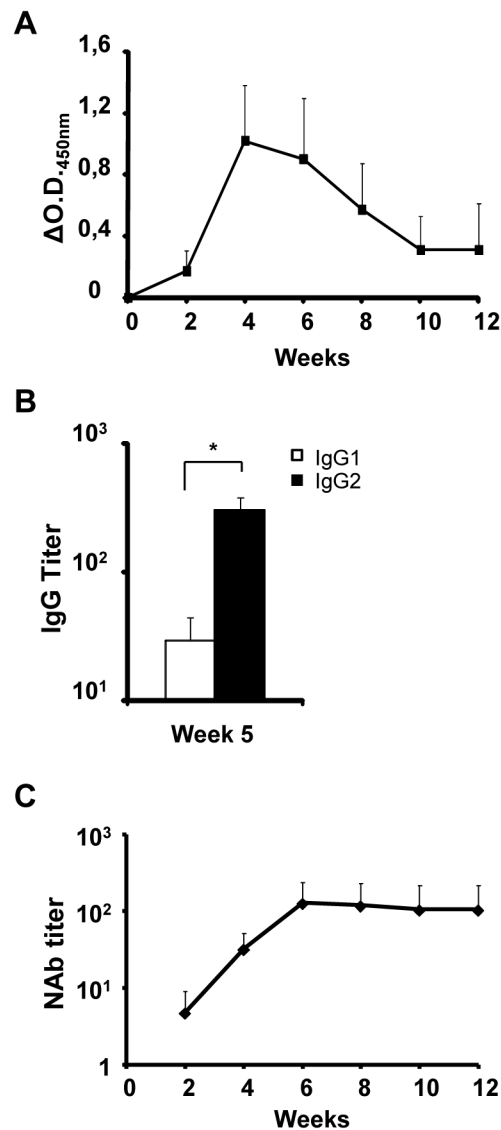 A
1,6
1,2
0,8
0,4
0
ΔO.D.450nm
0 2 4 6 8 10 12
Weeks
B
10³
10²
10¹
IgG Titer
*
IgG1
IgG2
Week 5
C
10³
10²
10¹
1
NAb titer
0 2 4 6 8 10 12
Weeks